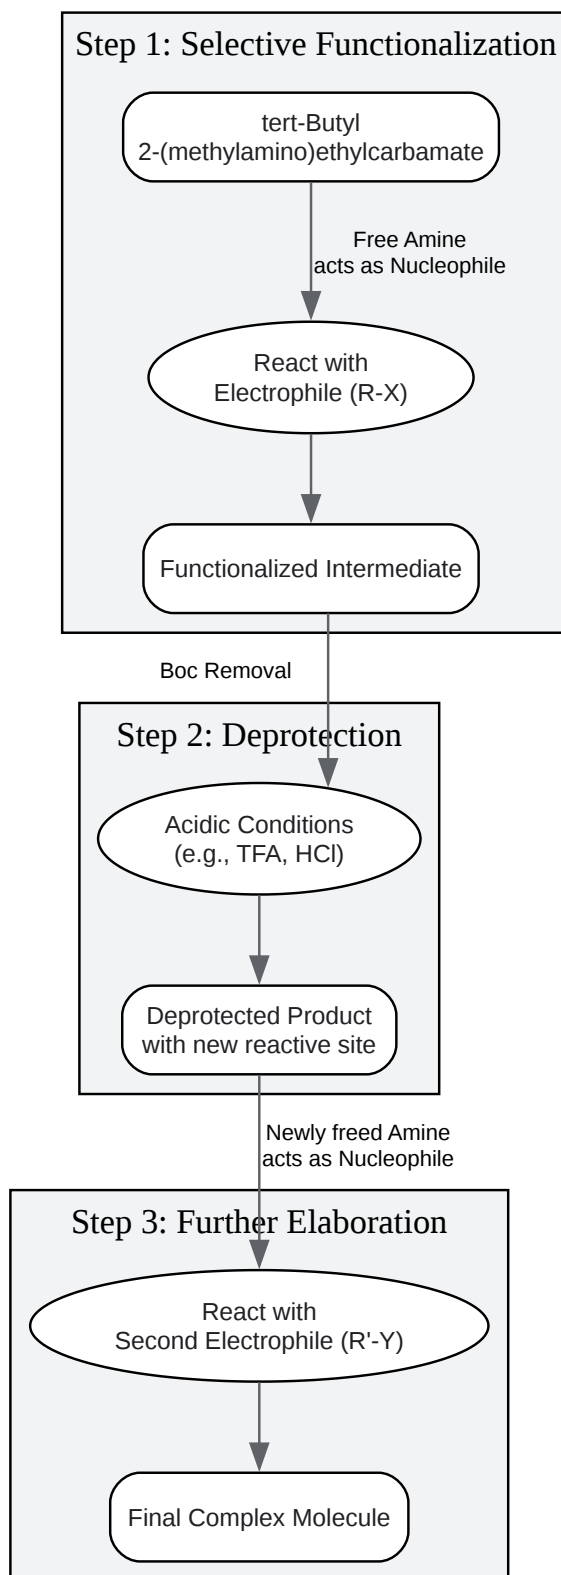 Step 1: Selective Functionalization
tert-Butyl
2-(methylamino)ethylcarbamate
Free Amine
acts as Nucleophile
React with
Electrophile (R-X)
Functionalized Intermediate
Boc Removal
Step 2: Deprotection
Acidic Conditions
(e.g., TFA, HCl)
Deprotected Product
with new reactive site
Newly freed Amine
acts as Nucleophile
Step 3: Further Elaboration
React with
Second Electrophile (R'-Y)
Final Complex Molecule